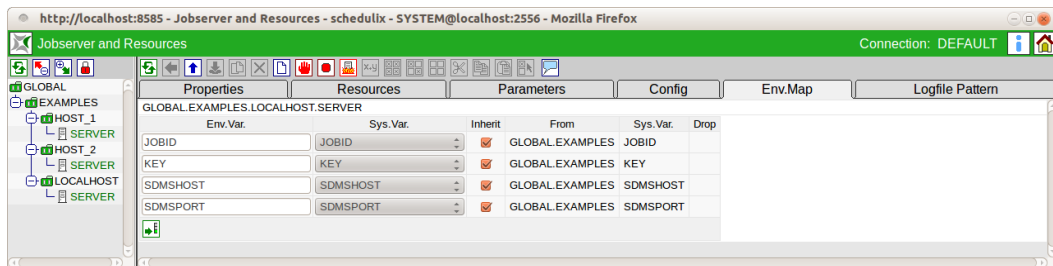 http://localhost:8585 - Jobserver and Resources - schedulix - SYSTEM@localhost:2556 - Mozilla Firefox
Jobserver and Resources
Connection: DEFAULT
x.y
GLOBAL
EXAMPLES
HOST_1
SERVER
HOST_2
SERVER
LOCALHOST
SERVER
Properties Resources Parameters Config Env.Map Logfile Pattern
GLOBAL.EXAMPLES.LOCALHOST.SERVER
Env.Var. Sys.Var. Inherit From Sys.Var. Drop
JOBID JOBID GLOBAL.EXAMPLES JOBID
KEY KEY GLOBAL.EXAMPLES KEY
SDMSHOST SDMSHOST GLOBAL.EXAMPLES SDMSHOST
SDMSPORT SDMSPORT GLOBAL.EXAMPLES SDMSPORT